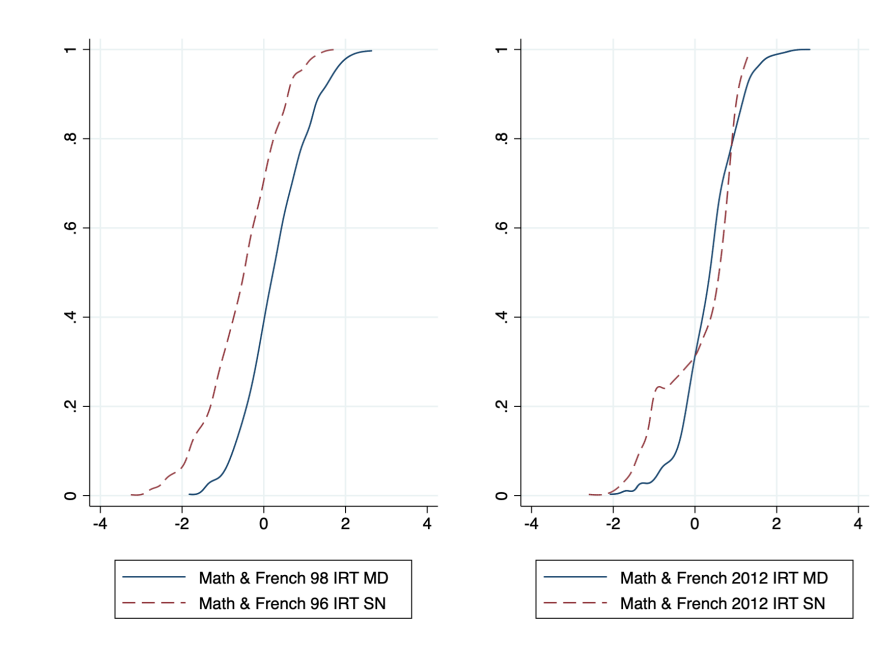 1
.8
.6
.4
.2
0
-4 -2 0 2 4
Math & French 98 IRT MD
Math & French 96 IRT SN
1
.8
.6
.4
.2
0
-4 -2 0 2 4
Math & French 2012 IRT MD
Math & French 2012 IRT SN